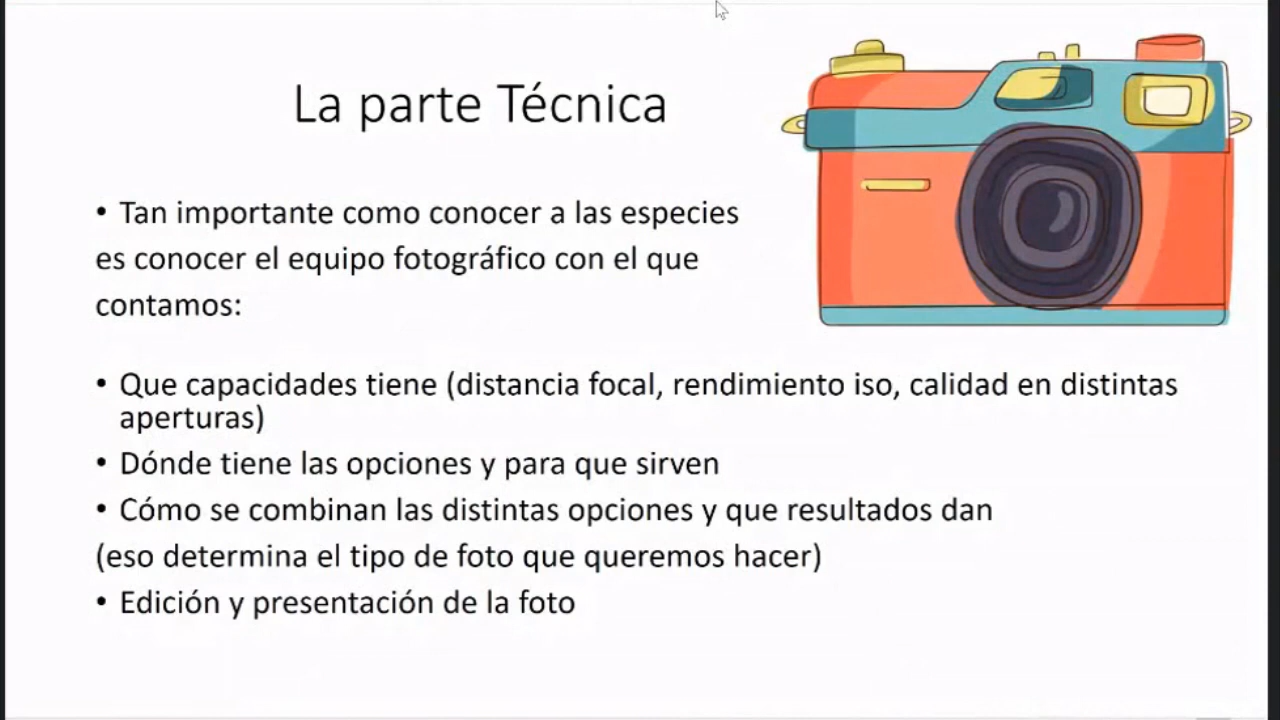 La parte Técnica
• Tan importante como conocer a las especies
es conocer el equipo fotográfico con el que
contamos:
• Que capacidades tiene (distancia focal, rendimiento iso, calidad en distintas
aperturas)
• Dónde tiene las opciones y para que sirven
• Cómo se combinan las distintas opciones y que resultados dan
(eso determina el tipo de foto que queremos hacer)
• Edición y presentación de la foto